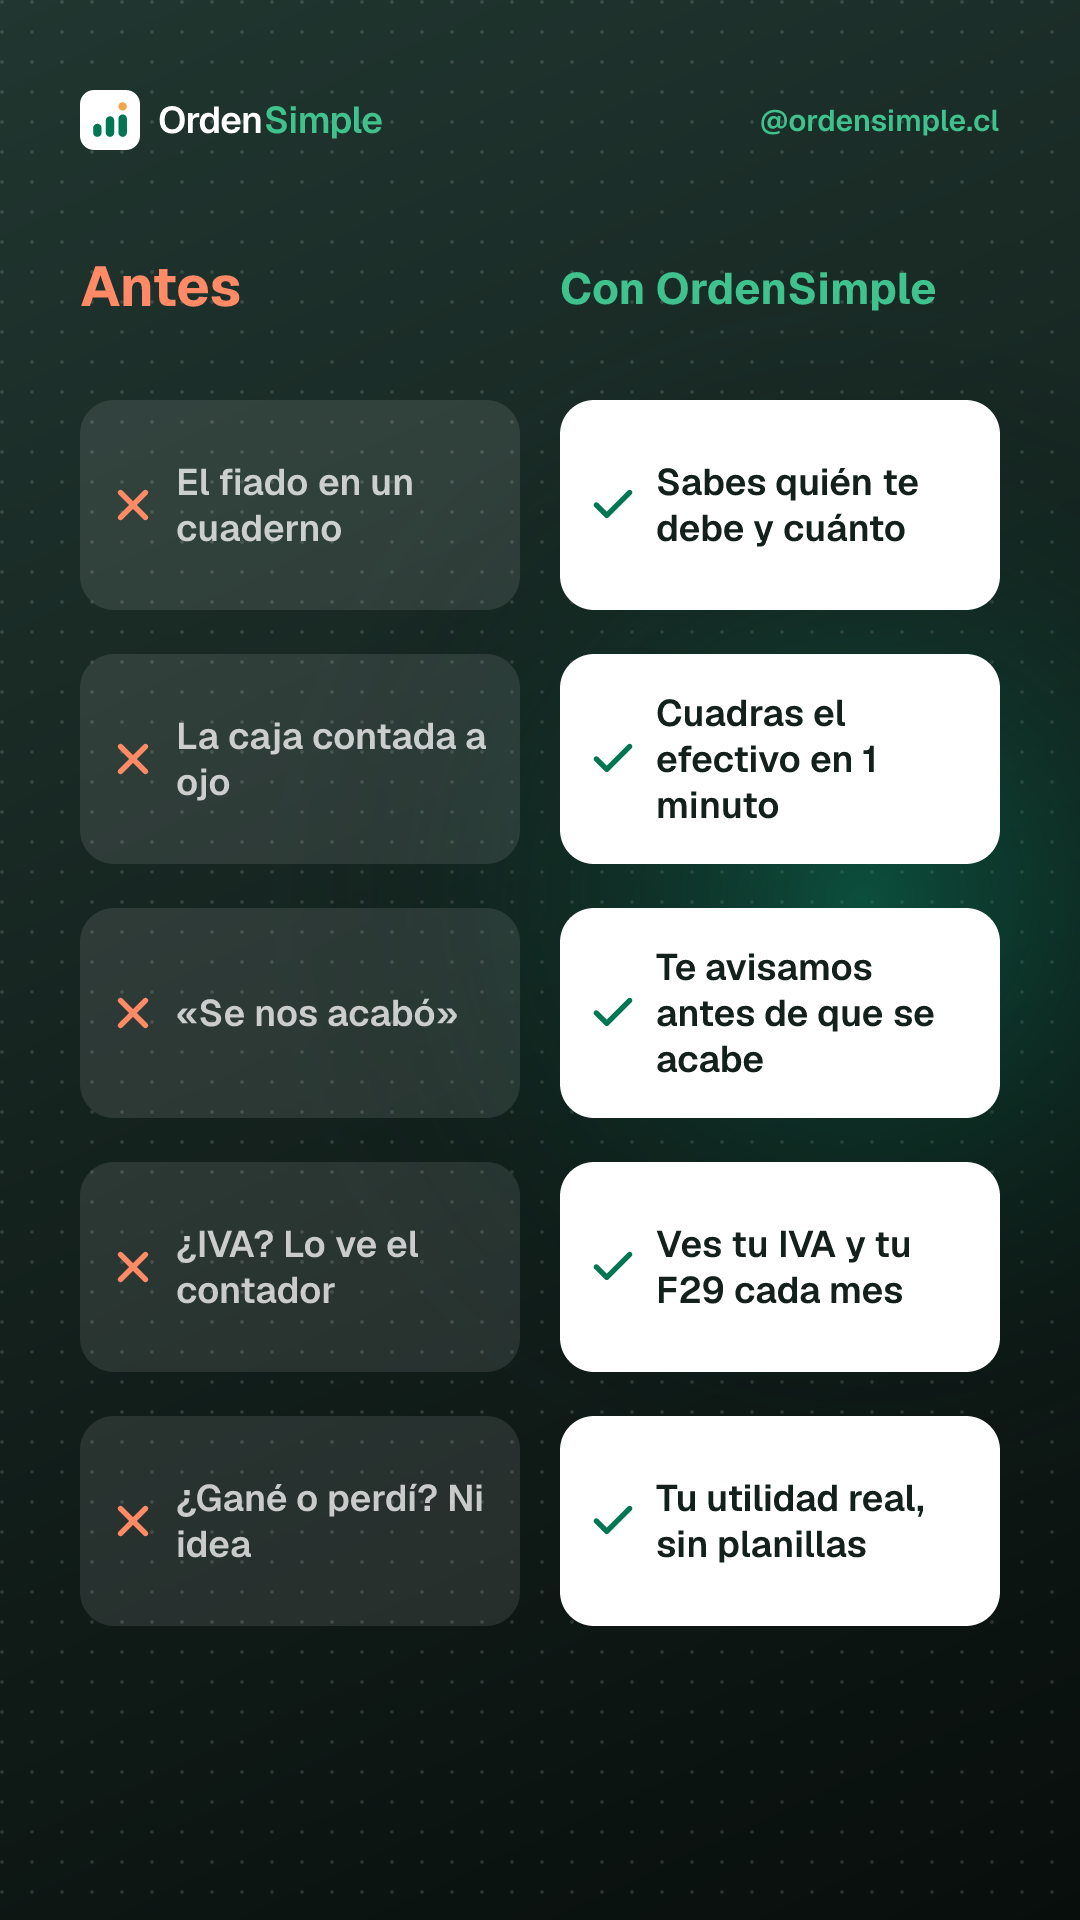 OrdenSimple
@ordensimple.cl
Antes
Con OrdenSimple
El fiado en un
cuaderno
Sabes quién te
debe y cuánto
La caja contada a
ojo
Cuadras el
efectivo en 1
minuto
«Se nos acabó»
Te avisamos
antes de que se
acabe
¿IVA? Lo ve el
contador
Ves tu IVA y tu
F29 cada mes
¿Gané o perdí? Ni
idea
Tu utilidad real,
sin planillas